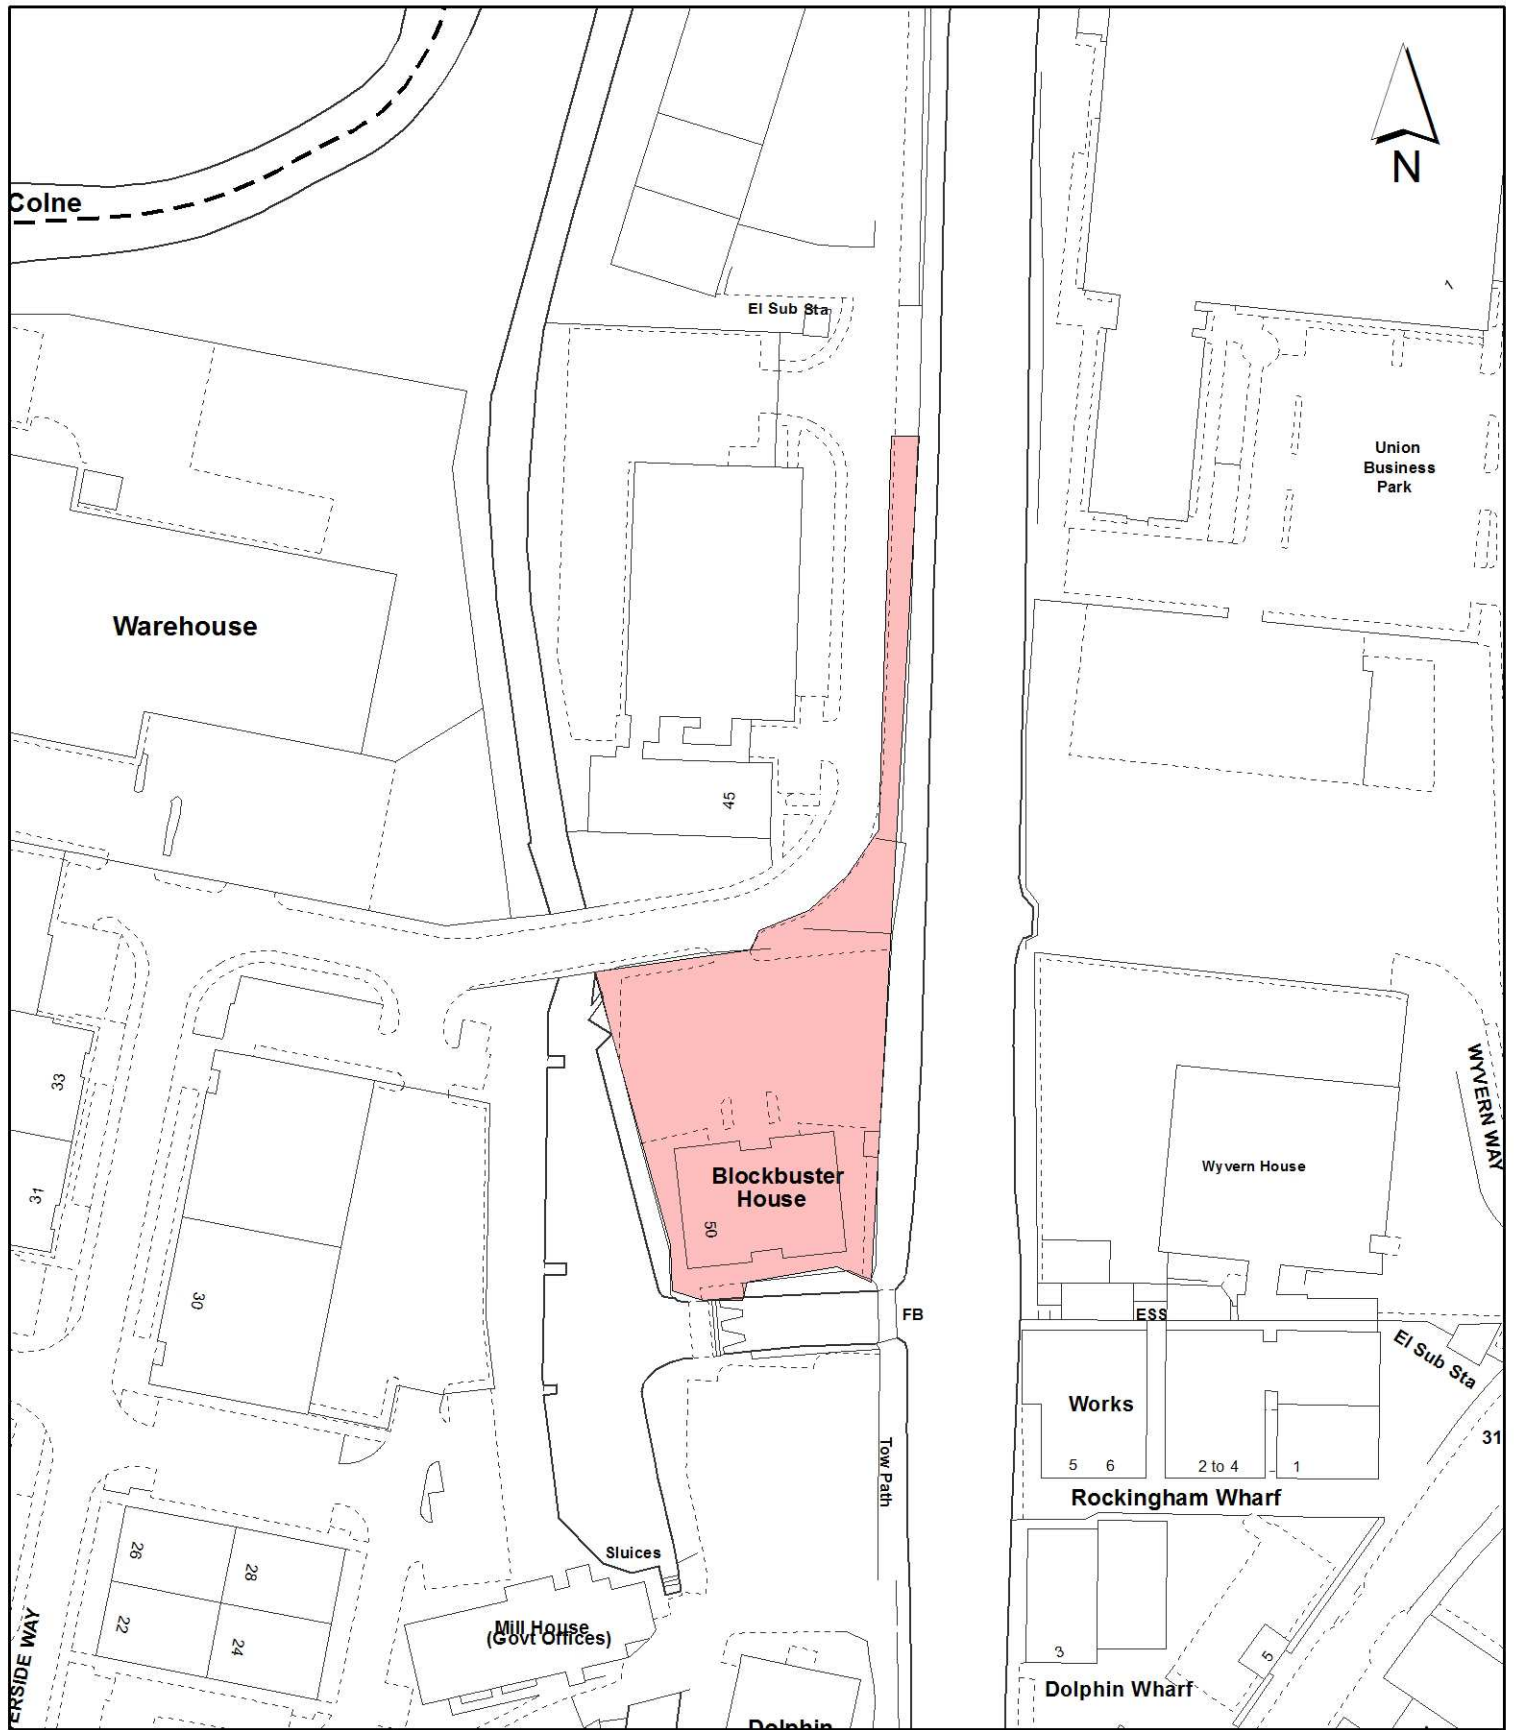 N
Colne
El Sub Sta
1
Union
Business
Park
Warehouse
45
33
WYVERN WAY
Wyvern House
Blockbuster
House
50
31
30
FB
ESS
El Sub Sta
Works
31
5 6
2 to 4
1
Tow Path
Rockingham Wharf
26
28
Sluices
22
24
Mill House
(Govt Offices)
ERSIDE WAY
3
5
Dolphin Wharf
Dolphin